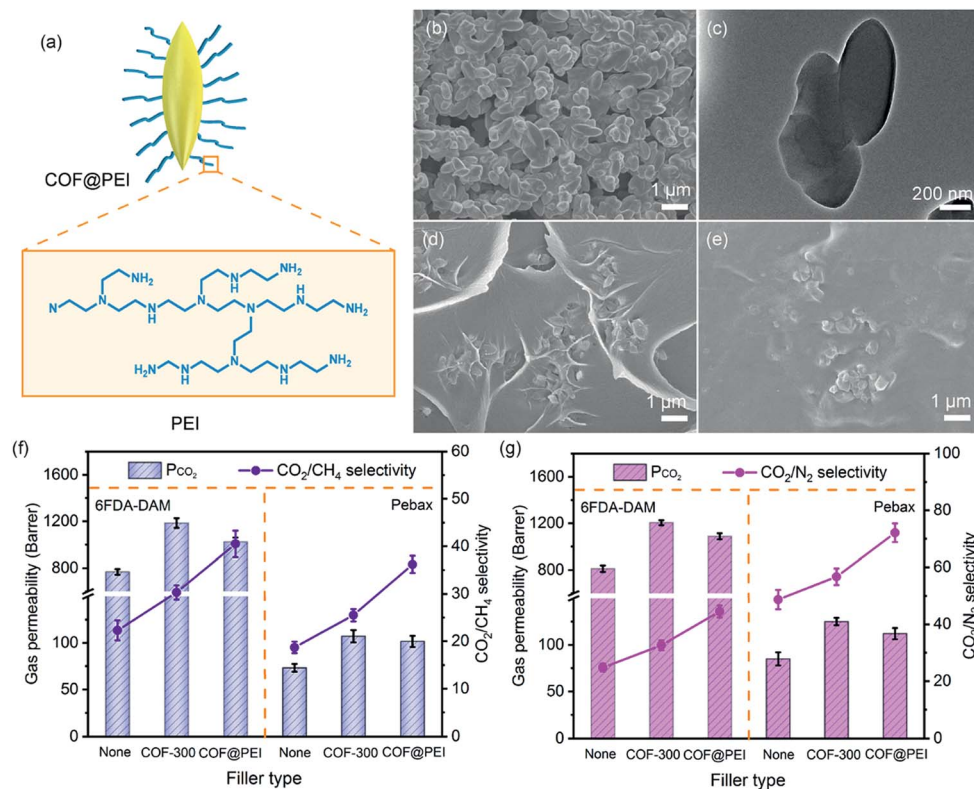 (a)
COF@PEI
NH₂
NH₂
H
N
N
N
N
H
N
N
H
N
NH₂
H₂N
N
H
N
N
H
NH₂
PEI
(b)
1 μm
(c)
200 nm
(d)
1 μm
(e)
1 μm
(f)
PCO₂
CO₂/CH₄ selectivity
6FDA-DAM
Pebax
Gas permeability (Barrer)
1600
1200
800
100
50
0
CO₂/CH₄ selectivity
60
50
40
30
20
10
0
None
COF-300
COF@PEI
None
COF-300
COF@PEI
Filler type
(g)
PCO₂
CO₂/N₂ selectivity
6FDA-DAM
Pebax
Gas permeability (Barrer)
1600
1200
800
100
50
0
CO₂/N₂ selectivity
100
80
60
40
20
0
None
COF-300
COF@PEI
None
COF-300
COF@PEI
Filler type